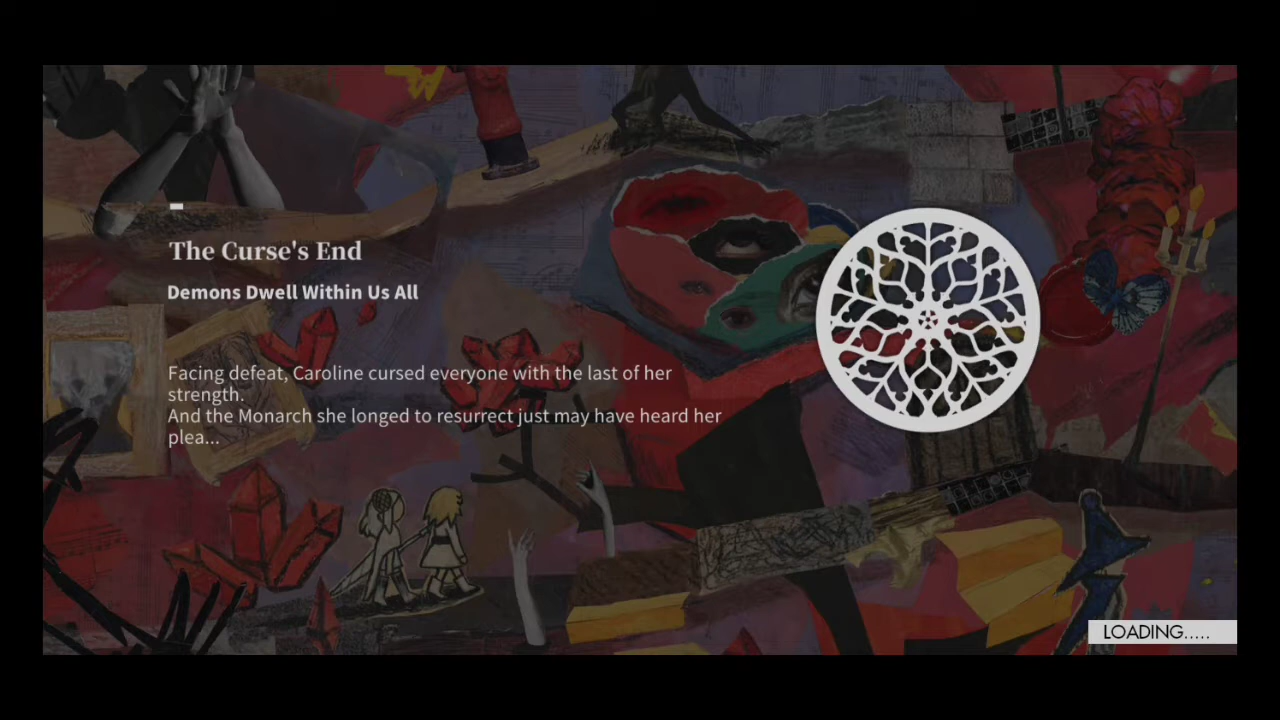 The Curse's End
Demons Dwell Within Us All
Facing defeat, Caroline cursed everyone with the last of her
strength.
And the Monarch she longed to resurrect just may have heard her
plea...
LOADING.....